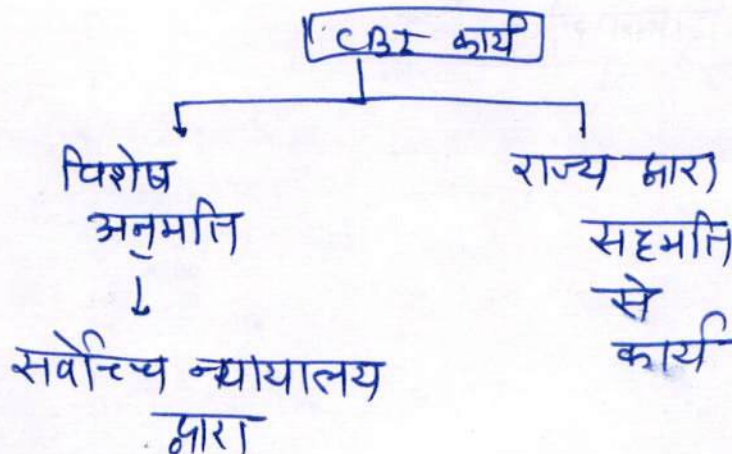 CBI कार्य
विशेष
अनुमति
सर्वोच्च न्यायालय
द्वारा
राज्य द्वारा
सहमति
से
कार्य